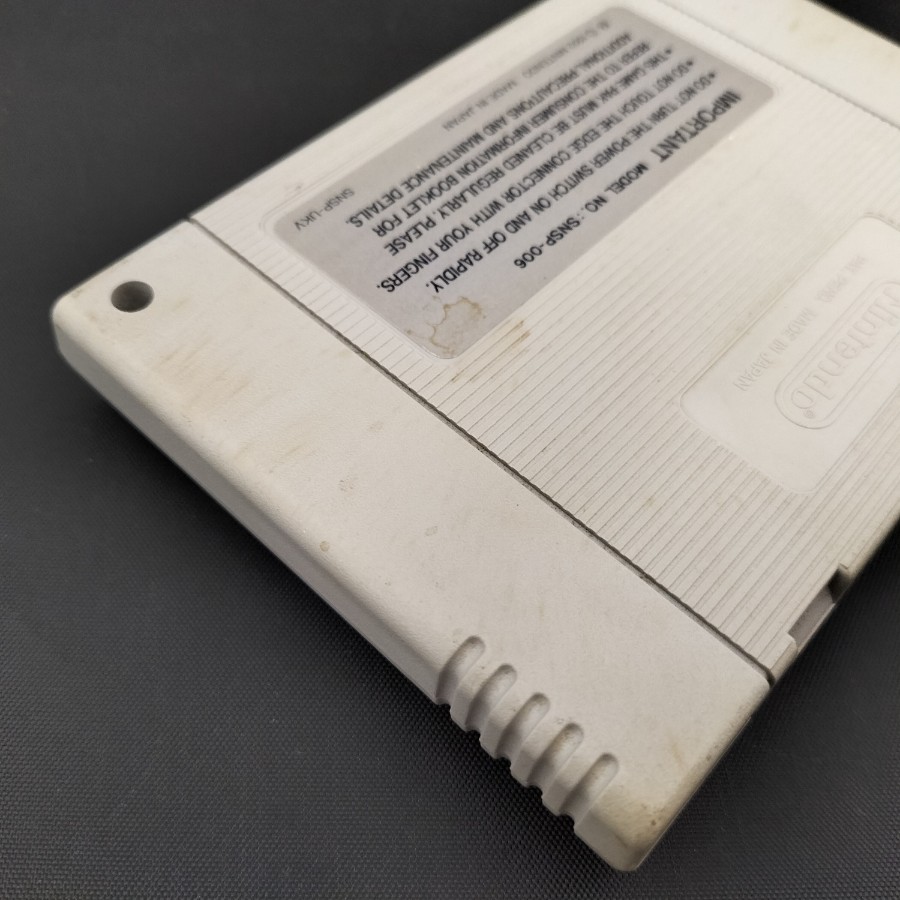 IMPORTANT MODEL NO.:SNSP-006
•DO NOT TURN THE POWER SWITCH ON AND OFF RAPIDLY.
•DO NOT TOUCH THE EDGE CONNECTOR WITH YOUR FINGERS.
•THE GAME PAK MUST BE CLEANED REGULARLY. PLEASE
REFER TO THE CONSUMER INFORMATION BOOKLET FOR
ADDITIONAL PRECAUTIONS AND MAINTENANCE DETAILS.
NINTENDO MADE IN JAPAN
SNSP-UKV
Nintendo®
MADE IN JAPAN